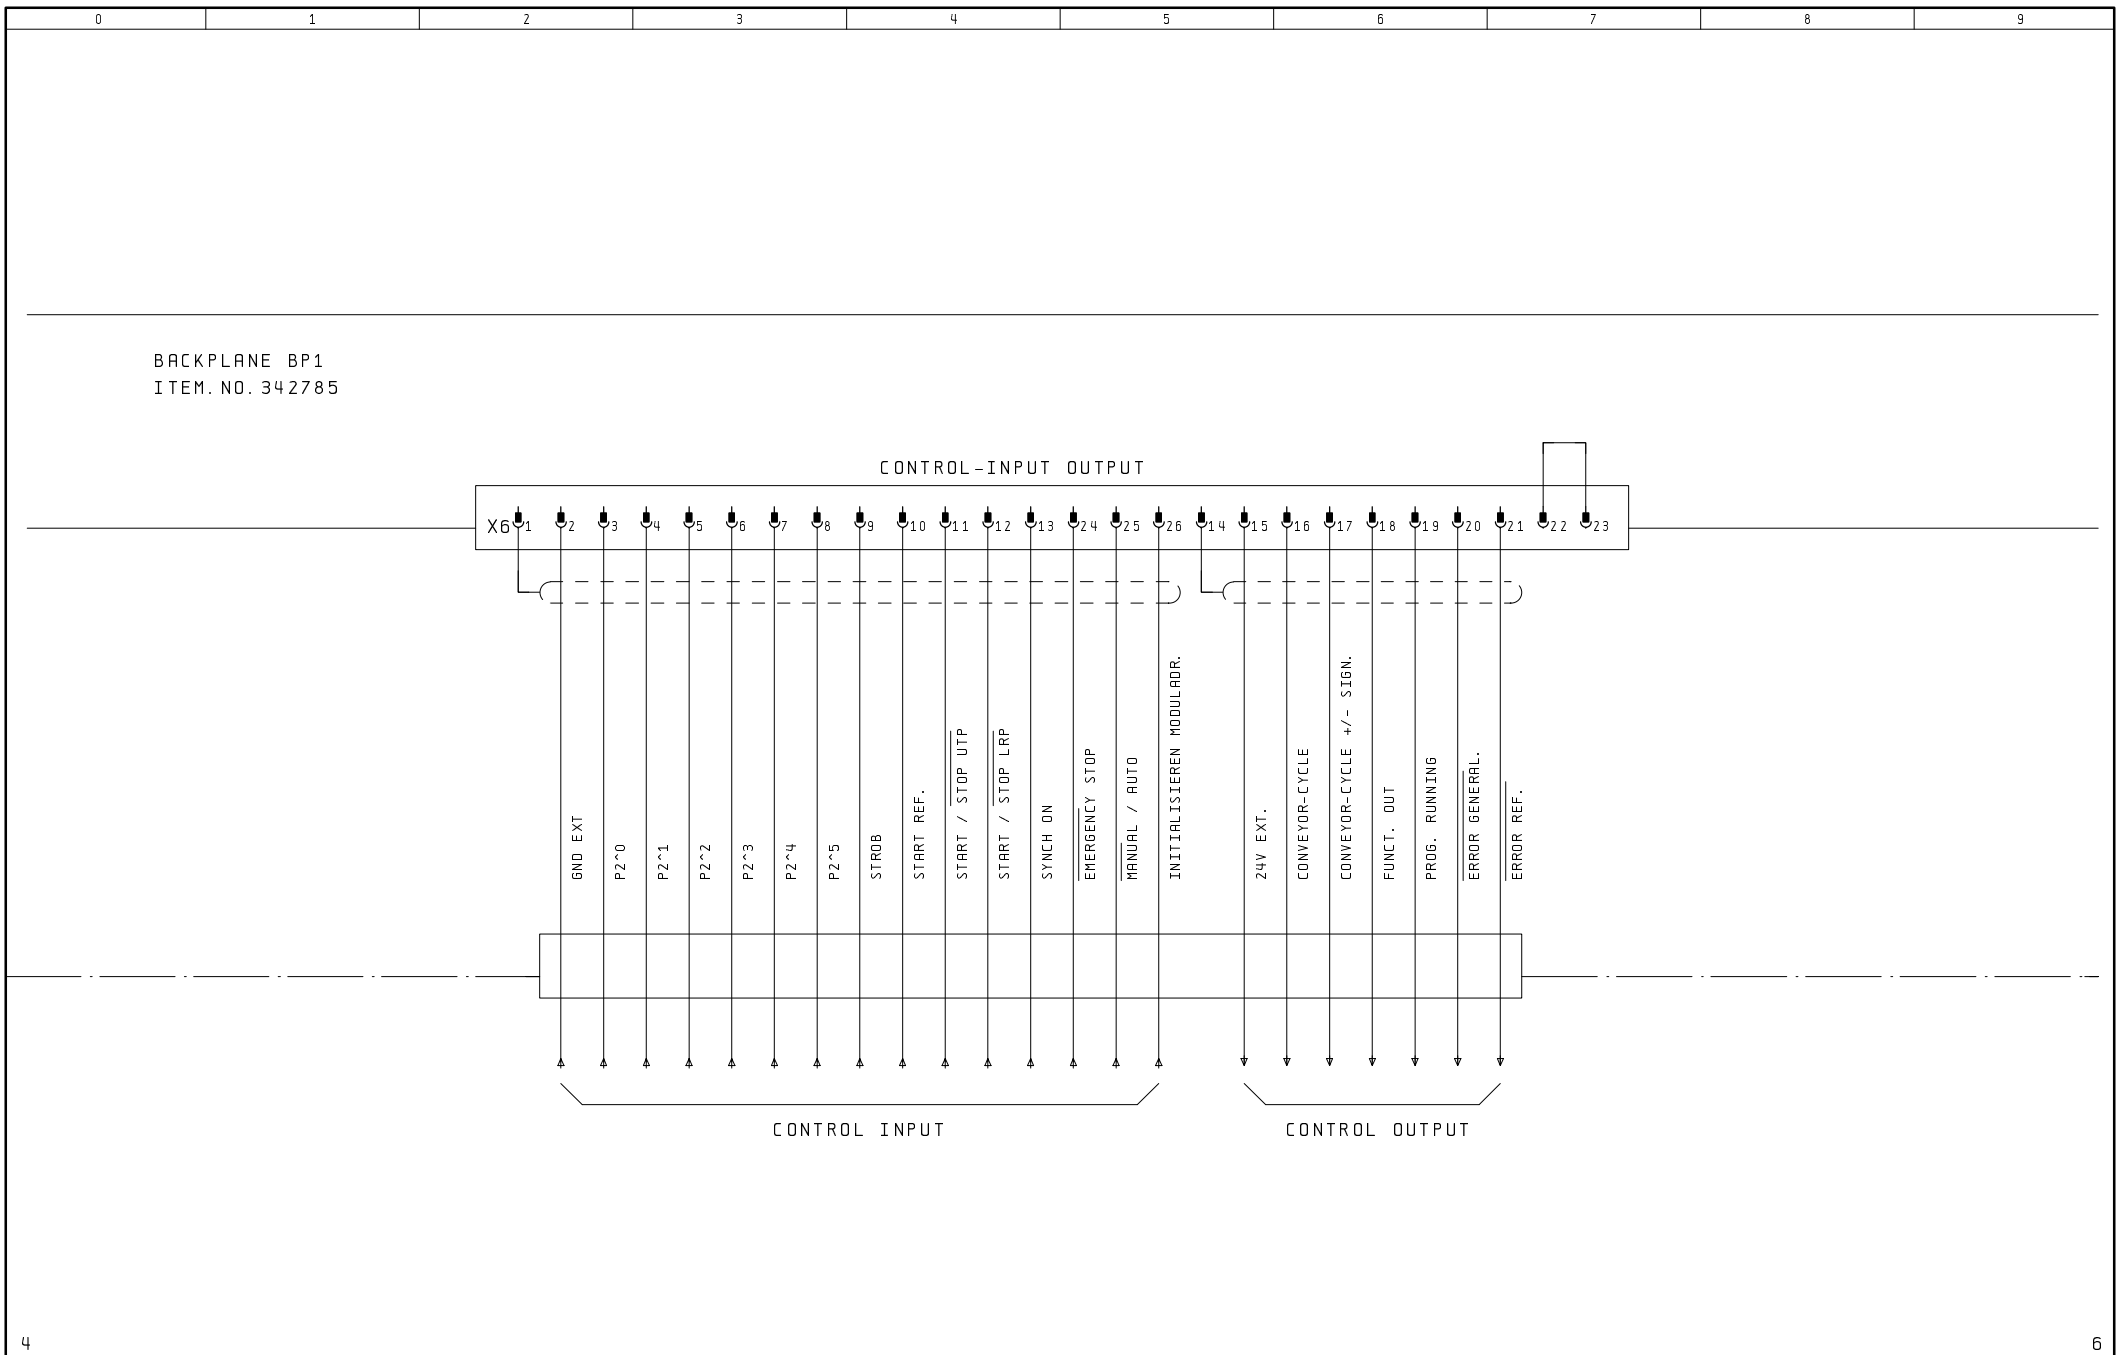 0 1 2 3 4 5 6 7 8 9
BACKPLANE BP1
ITEM.NO.342785
CONTROL-INPUT OUTPUT
X6 1 2 3 4 5 6 7 8 9 10 11 12 13 24 25 26 14 15 16 17 18 19 20 21 22 23
GND EXT
P2^0
P2^1
P2^2
P2^3
P2^4
P2^5
STROB
START REF.
START / STOP UTP
START / STOP LRP
SYNCH ON
EMERGENCY STOP
MANUAL / AUTO
INITIALISIEREN MODULADR.
24V EXT.
CONVEYOR-CYCLE
CONVEYOR-CYCLE +/- SIGN.
FUNCT. OUT
PROG. RUNNING
ERROR GENERAL.
ERROR REF.
CONTROL INPUT
CONTROL OUTPUT
4
6